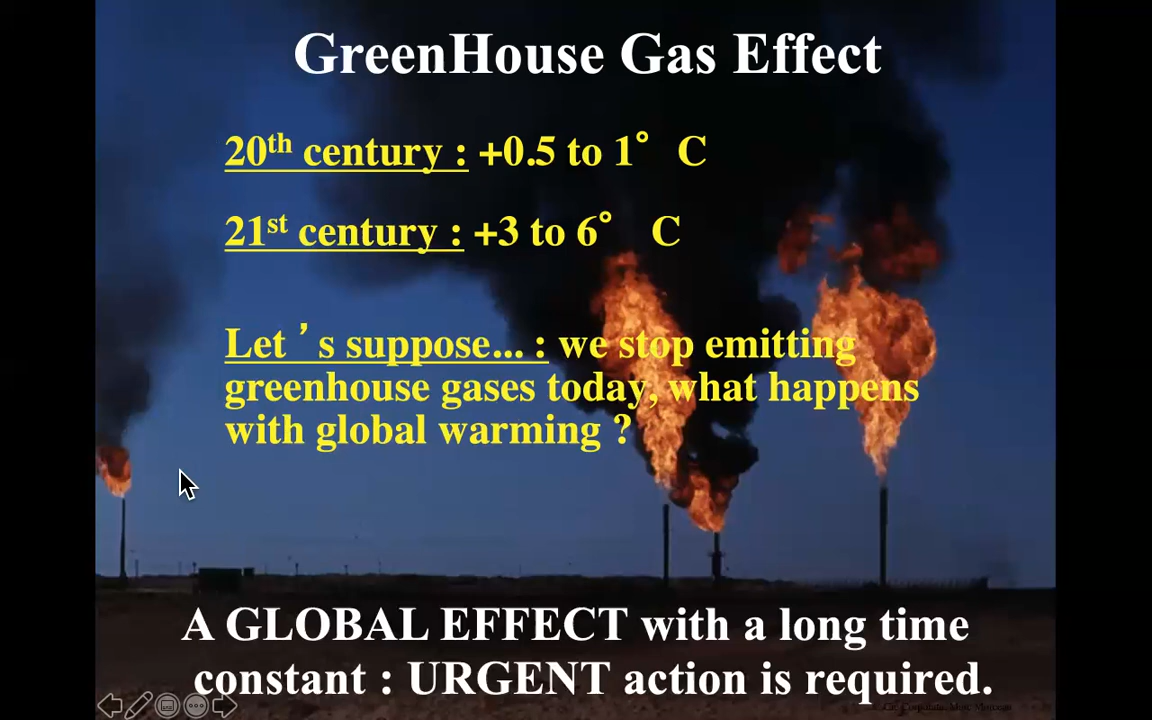 GreenHouse Gas Effect
20th century : +0.5 to 1° C
21st century : +3 to 6° C
Let ’s suppose... : we stop emitting
greenhouse gases today, what happens
with global warming ?
A GLOBAL EFFECT with a long time
constant : URGENT action is required.